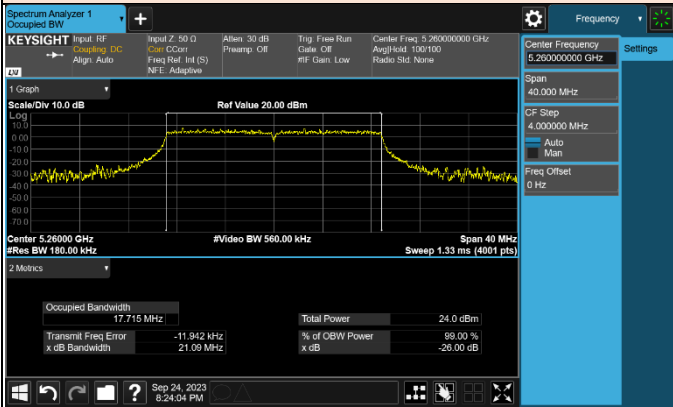 Spectrum Analyzer 1
Occupied BW
+
Frequency
KEYSIGHT
Input: RF
Coupling: DC
Align: Auto
Input Z: 50 Ω
Corr CCorr
Freq Ref: Int (S)
NFE: Adaptive
Atten: 30 dB
Preamp: Off
Trig: Free Run
Gate: Off
#IF Gain: Low
Center Freq: 5.260000000 GHz
Avg|Hold: 100/100
Radio Std: None
LXI
Center Frequency
5.260000000 GHz
Settings
Span
40.000 MHz
CF Step
4.000000 MHz
Auto
Man
Freq Offset
0 Hz
1 Graph
Scale/Div 10.0 dB
Ref Value 20.00 dBm
Log
10.0
0.00
-10.0
-20.0
-30.0
-40.0
-50.0
-60.0
-70.0
Center 5.26000 GHz
#Video BW 560.00 kHz
Span 40 MHz
#Res BW 180.00 kHz
Sweep 1.33 ms (4001 pts)
2 Metrics
Occupied Bandwidth
17.715 MHz
Total Power 24.0 dBm
Transmit Freq Error -11.942 kHz
% of OBW Power 99.00 %
x dB Bandwidth 21.09 MHz
x dB -26.00 dB
?
Sep 24, 2023
8:24:04 PM